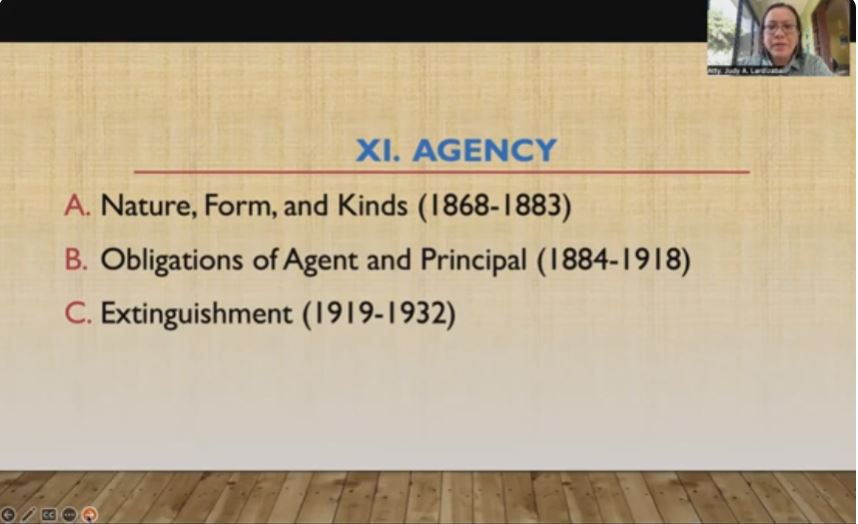 Atty. Judy A. Lardizabal
XI. AGENCY
A. Nature, Form, and Kinds (1868-1883)
B. Obligations of Agent and Principal (1884-1918)
C. Extinguishment (1919-1932)
CC